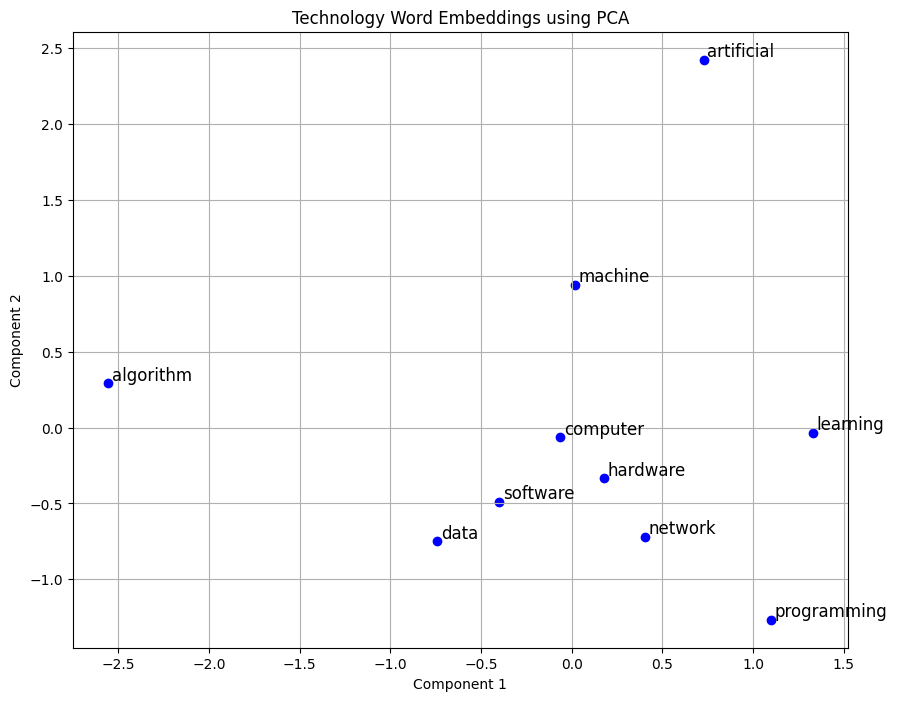 Technology Word Embeddings using PCA
2.5
artificial
2.0
1.5
machine
1.0
Component 2
0.5
algorithm
learning
0.0
computer
hardware
software
−0.5
network
data
−1.0
programming
−2.5 −2.0 −1.5 −1.0 −0.5 0.0 0.5 1.0 1.5
Component 1